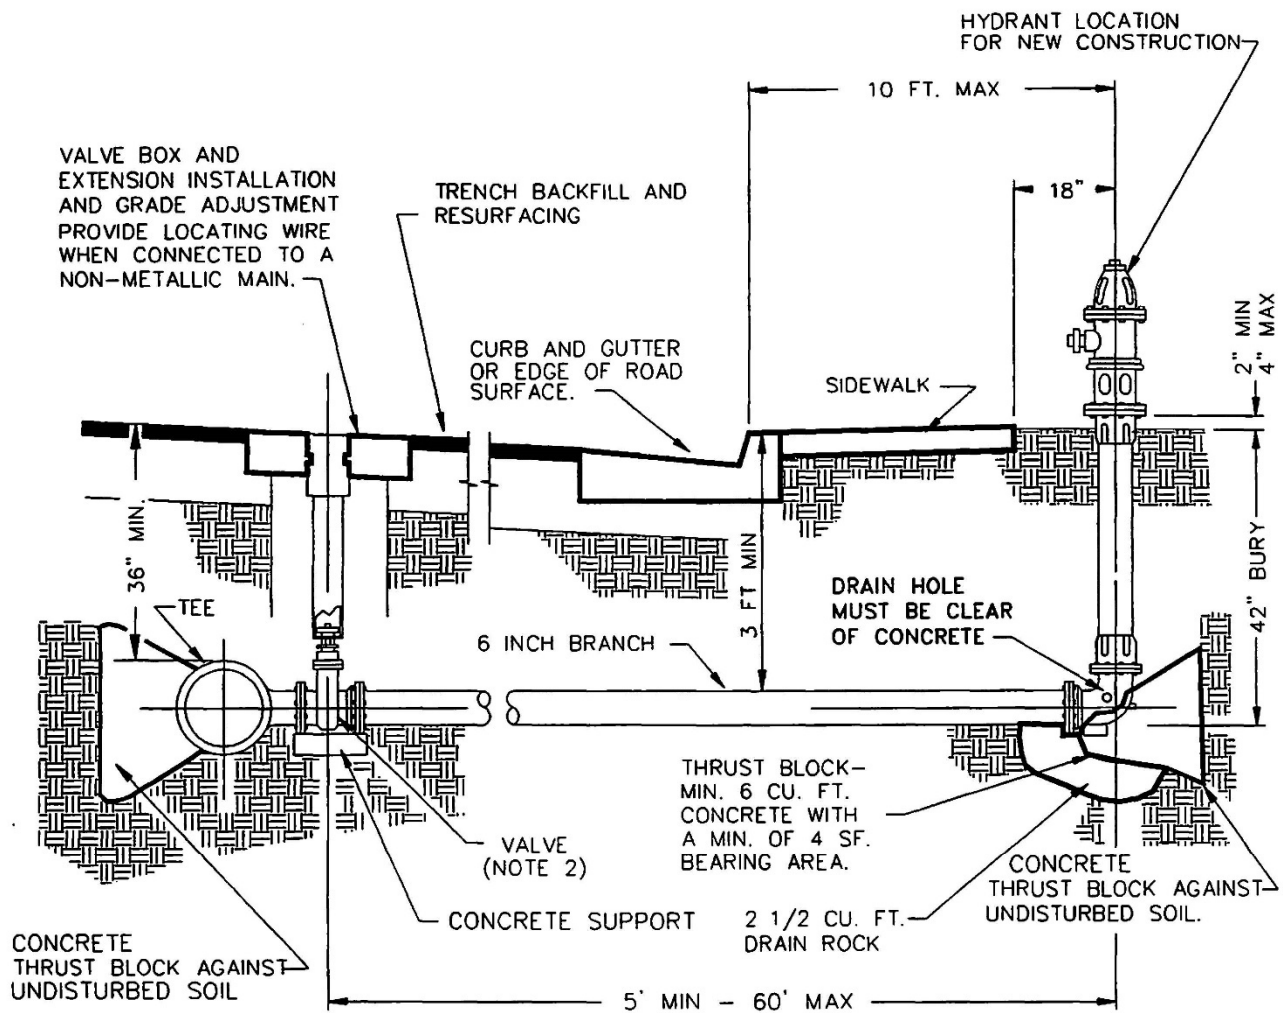 HYDRANT LOCATION
FOR NEW CONSTRUCTION
10 FT. MAX
VALVE BOX AND
EXTENSION INSTALLATION
AND GRADE ADJUSTMENT
PROVIDE LOCATING WIRE
WHEN CONNECTED TO A
NON-METALLIC MAIN.
TRENCH BACKFILL AND
RESURFACING
18"
2" MIN
4" MAX
CURB AND GUTTER
OR EDGE OF ROAD
SURFACE.
SIDEWALK
36" MIN.
TEE
3 FT MIN
42" BURY
DRAIN HOLE
MUST BE CLEAR
OF CONCRETE
6 INCH BRANCH
THRUST BLOCK-
MIN. 6 CU. FT.
CONCRETE WITH
A MIN. OF 4 SF.
BEARING AREA.
VALVE
(NOTE 2)
CONCRETE
THRUST BLOCK AGAINST
UNDISTURBED SOIL.
CONCRETE SUPPORT
2 1/2 CU. FT.
DRAIN ROCK
CONCRETE
THRUST BLOCK AGAINST
UNDISTURBED SOIL
5' MIN - 60' MAX